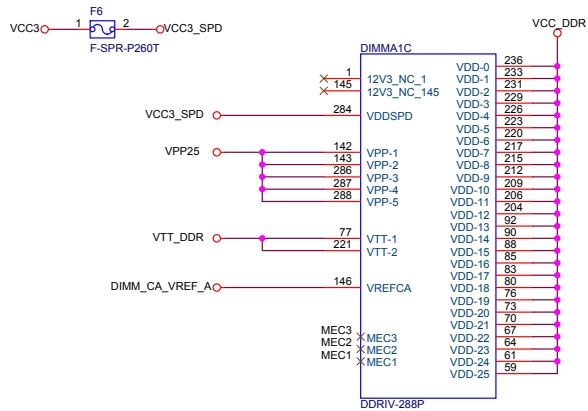 F6
VCC3 1 2 VCC3_SPD
F-SPR-P260T
VCC_DDR
DIMMA1C
1 12V3_NC_1
145 12V3_NC_145
VCC3_SPD 284 VDDSPD
VPP25 142 VPP-1
143 VPP-2
286 VPP-3
287 VPP-4
288 VPP-5
VTT_DDR 77 VTT-1
221 VTT-2
DIMM_CA_VREF_A 146 VREFCA
MEC3 MEC3
MEC2 MEC2
MEC1 MEC1
VDD-0 236
VDD-1 233
VDD-2 231
VDD-3 229
VDD-4 226
VDD-5 223
VDD-6 220
VDD-7 217
VDD-8 215
VDD-9 212
VDD-10 209
VDD-11 206
VDD-12 204
VDD-13 92
VDD-14 90
VDD-15 88
VDD-16 85
VDD-17 83
VDD-18 80
VDD-19 76
VDD-20 73
VDD-21 70
VDD-22 67
VDD-23 64
VDD-24 61
VDD-25 59
DDRIV-288P